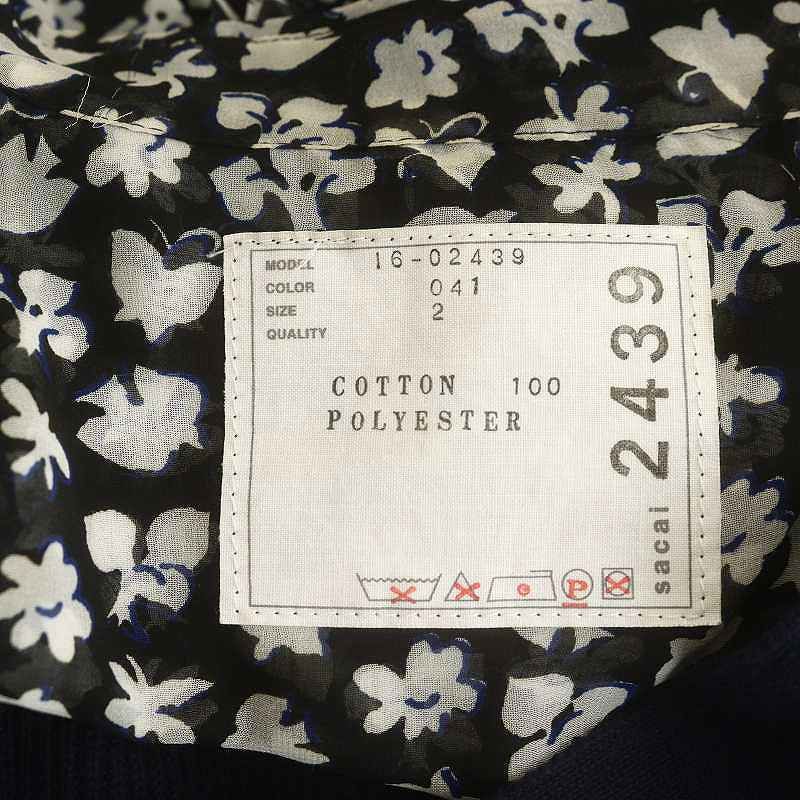 MODEL 16-02439
COLOR 041
SIZE 2
QUALITY
COTTON 100
POLYESTER
sacai 2439
P